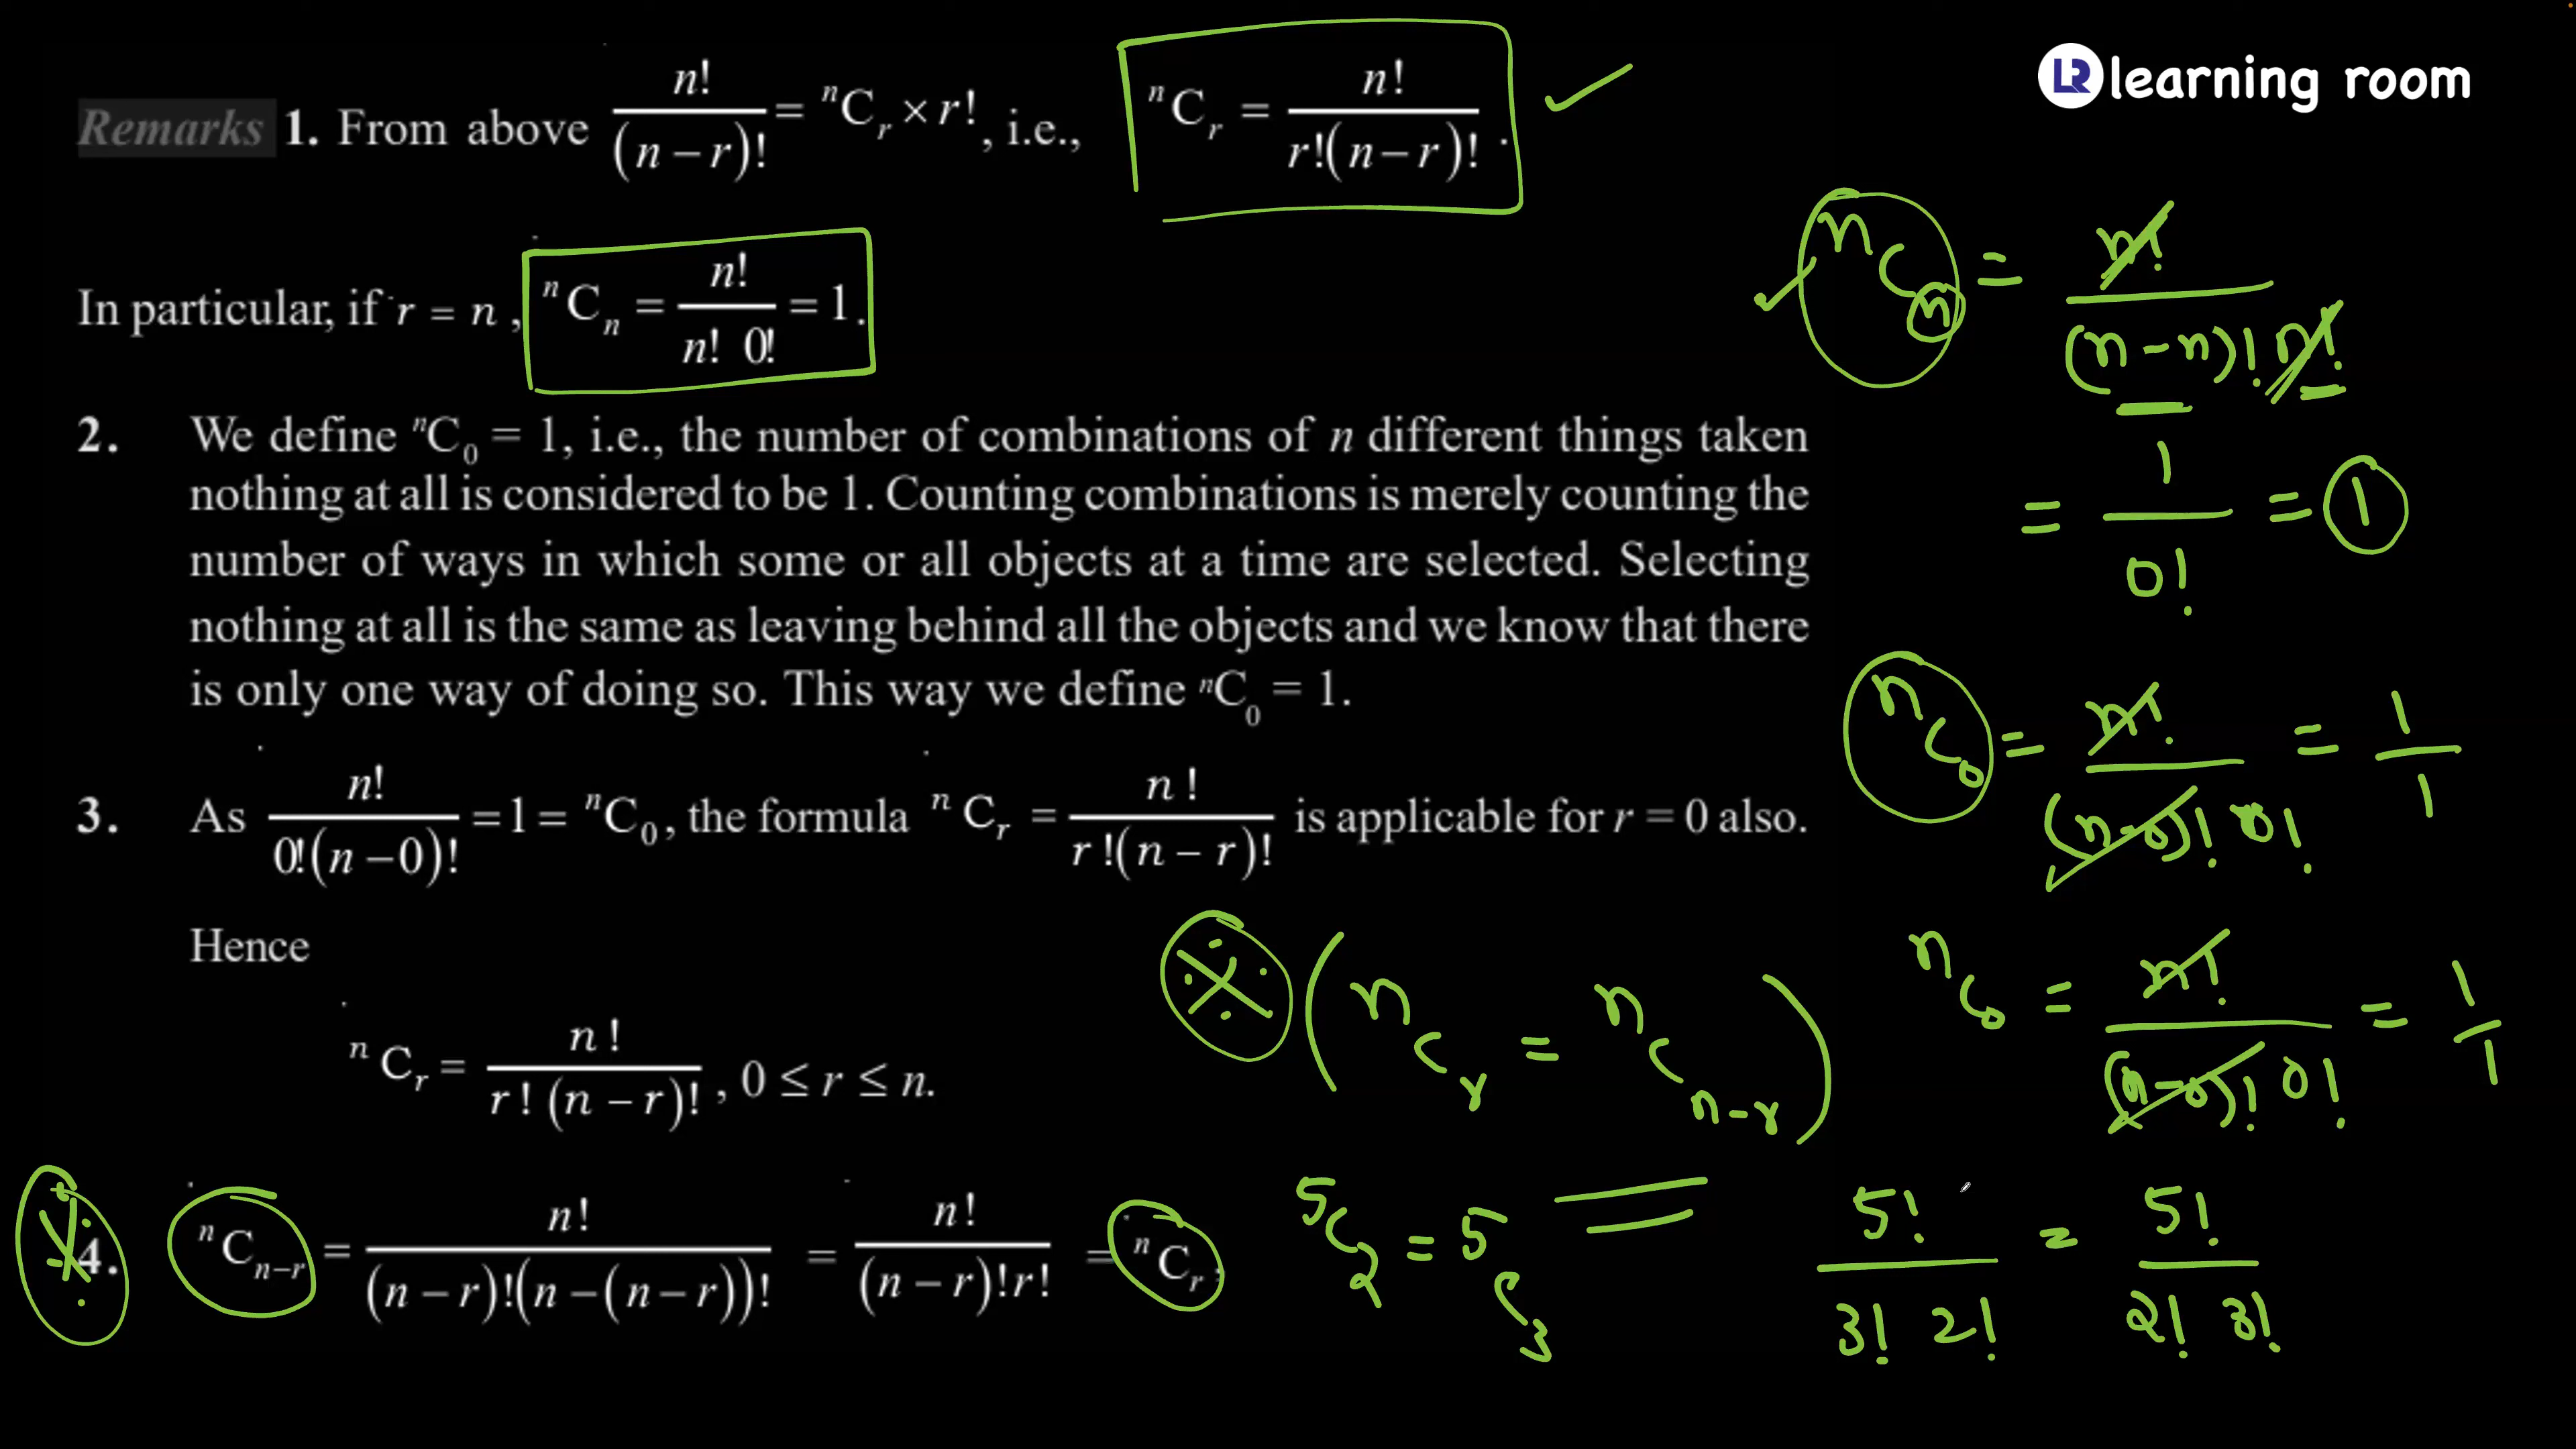 LR learning room
Remarks 1. From above n!/(n−r)! = ⁿCᵣ × r!, i.e., ⁿCᵣ = n!/(r!(n−r)!).
In particular, if r = n, ⁿCₙ = n!/(n! 0!) = 1.
2. We define ⁿC₀ = 1, i.e., the number of combinations of n different things taken
nothing at all is considered to be 1. Counting combinations is merely counting the
number of ways in which some or all objects at a time are selected. Selecting
nothing at all is the same as leaving behind all the objects and we know that there
is only one way of doing so. This way we define ⁿC₀ = 1.
3. As n!/(0!(n−0)!) = 1 = ⁿC₀, the formula ⁿCᵣ = n!/(r!(n−r)!) is applicable for r = 0 also.
Hence
ⁿCᵣ = n!/(r!(n−r)!), 0 ≤ r ≤ n.
4. ⁿCₙ₋ᵣ = n!/((n−r)!(n−(n−r))!) = n!/((n−r)!r!) = ⁿCᵣ,
ⁿCₙ = n!/((n−n)! n!)
= 1/0! = 1
ⁿC₀ = n!/((n−0)! 0!) = 1/1
ⁿC₀ = n!/((n−0)! 0!) = 1/1
(ⁿCᵣ = ⁿCₙ₋ᵣ)
⁵C₂ = ⁵C₃
5!/(3! 2!) = 5!/(2! 3!)